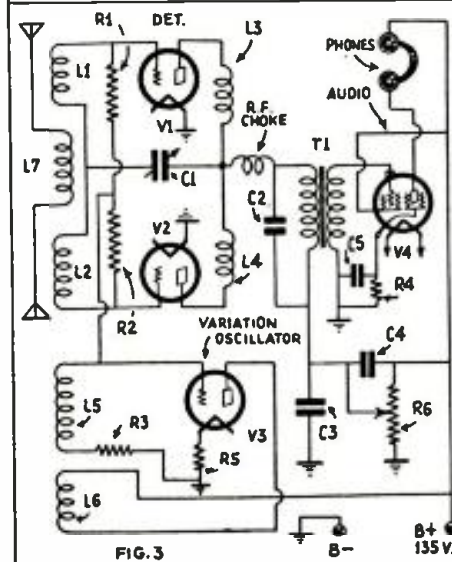 R1
DET.
L3
PHONES
L1
V1
R.F.
CHOKE
AUDIO
T1
L7
C1
C2
V2
C5
V4
L2
L4
R4
R2
VARIATION
OSCILLATOR
C4
L5
R3
V3
C3
R6
R5
L6
FIG.3
B-
B+
135 V.